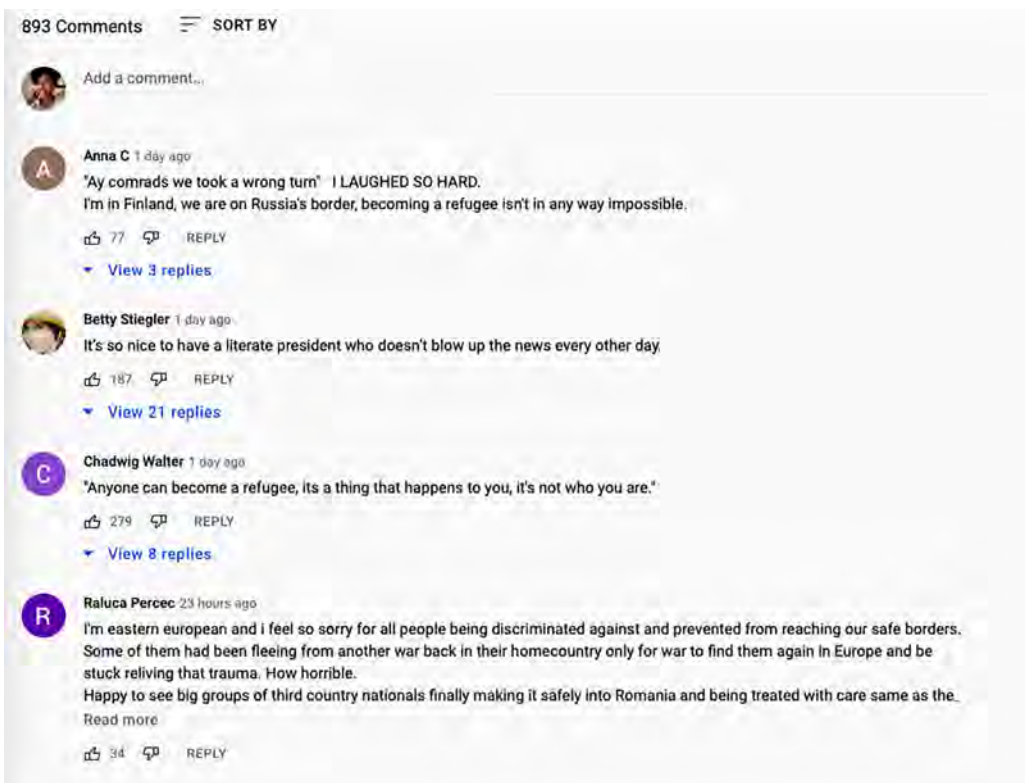 893 Comments SORT BY
Add a comment...
A
Anna C 1 day ago
"Ay comrads we took a wrong turn" I LAUGHED SO HARD.
I'm in Finland, we are on Russia's border, becoming a refugee isn't in any way impossible.
77 REPLY
View 3 replies
Betty Stiegler 1 day ago
It's so nice to have a literate president who doesn't blow up the news every other day.
187 REPLY
View 21 replies
C
Chadwig Walter 1 day ago
"Anyone can become a refugee, its a thing that happens to you, it's not who you are."
279 REPLY
View 8 replies
R
Raluca Percec 23 hours ago
I'm eastern european and i feel so sorry for all people being discriminated against and prevented from reaching our safe borders.
Some of them had been fleeing from another war back in their homecountry only for war to find them again in Europe and be
stuck reliving that trauma. How horrible.
Happy to see big groups of third country nationals finally making it safely into Romania and being treated with care same as the...
Read more
34 REPLY